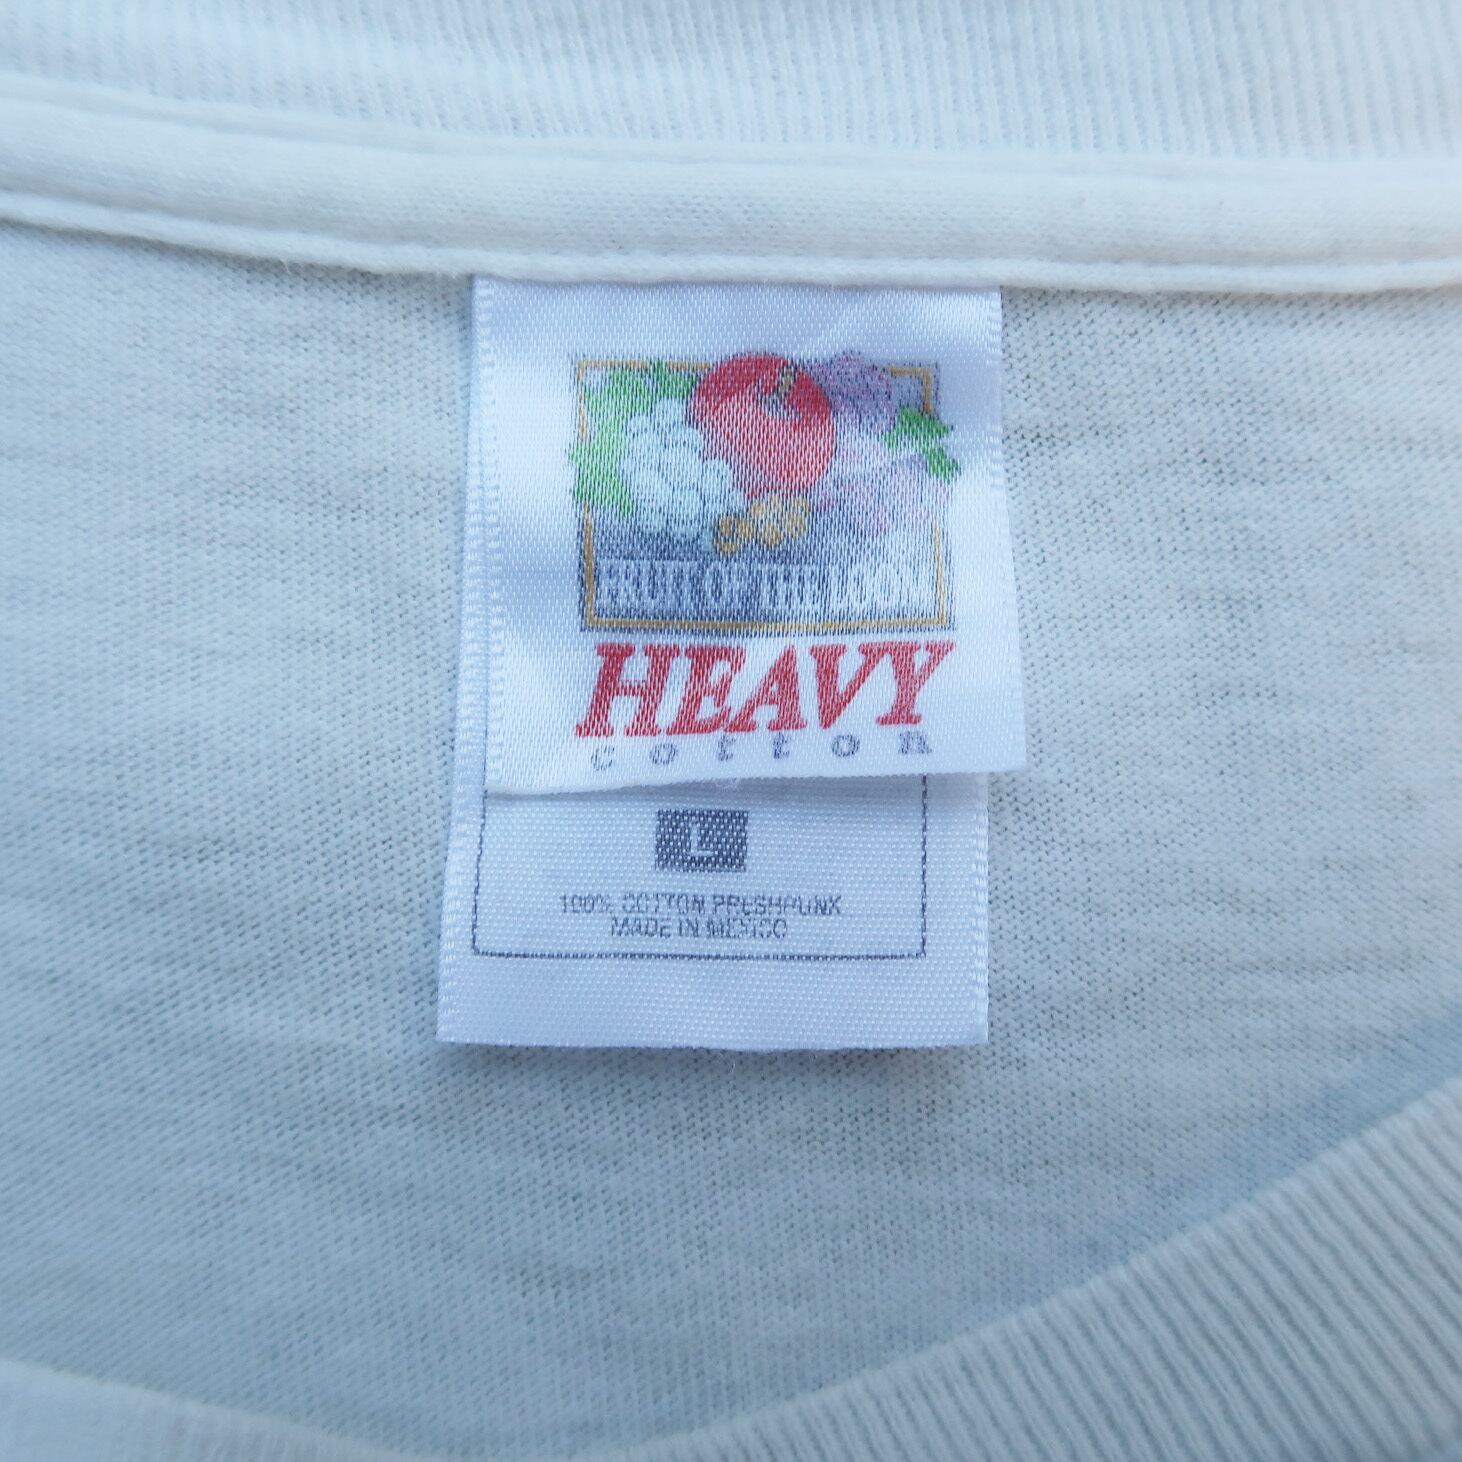 FRUIT OF THE LOOM
HEAVY
cotton
L
100% COTTON PRESHRUNK
MADE IN MEXICO